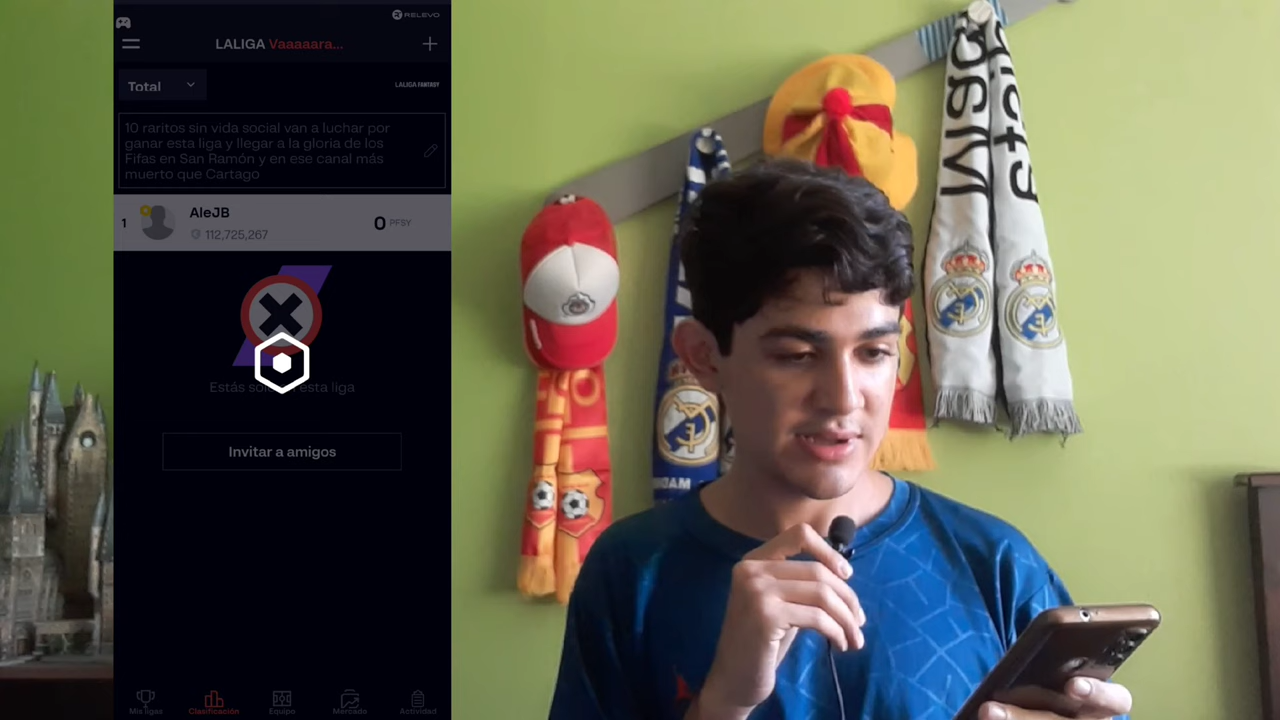 RELEVO
LALIGA Vaaaaara...
Total
LALIGA FANTASY
10 raritos sin vida social van a luchar por
ganar esta liga y llegar a la gloria de los
Fifas en San Ramón y en ese canal más
muerto que Cartago
1
AleJB
112,725,267
0 PFSY
Estás so esta liga
Invitar a amigos
Mis ligas
Clasificación
Equipo
Mercado
Actividad